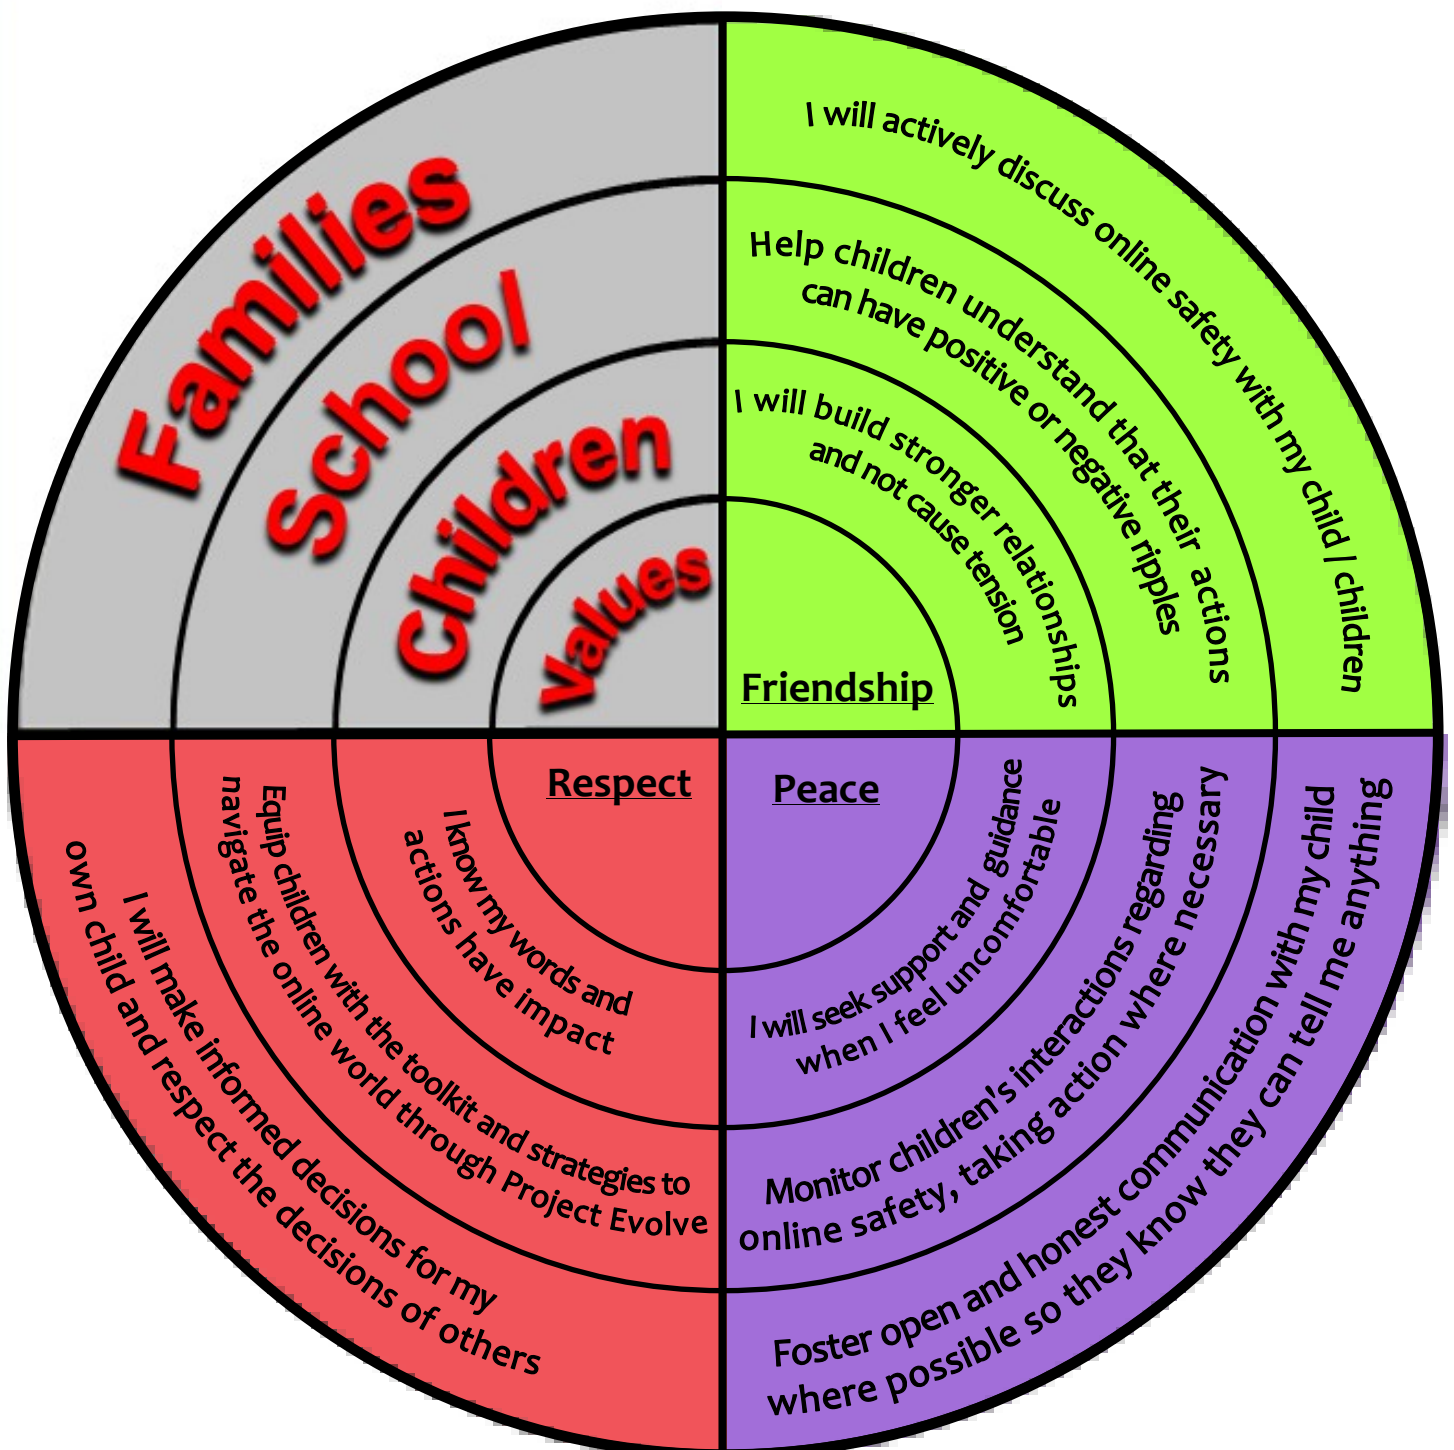 Families
School
Children
Values
I will actively discuss online safety with my child / children
Help children understand that their actions
can have positive or negative ripples
I will build stronger relationships
and not cause tension
Friendship
Respect
I know my words and
actions have impact
Equip children with the toolkit and strategies to
navigate the online world through Project Evolve
I will make informed decisions for my
own child and respect the decisions of others
Peace
I will seek support and guidance
when I feel uncomfortable
Monitor children's interactions regarding
online safety, taking action where necessary
Foster open and honest communication with my child
where possible so they know they can tell me anything